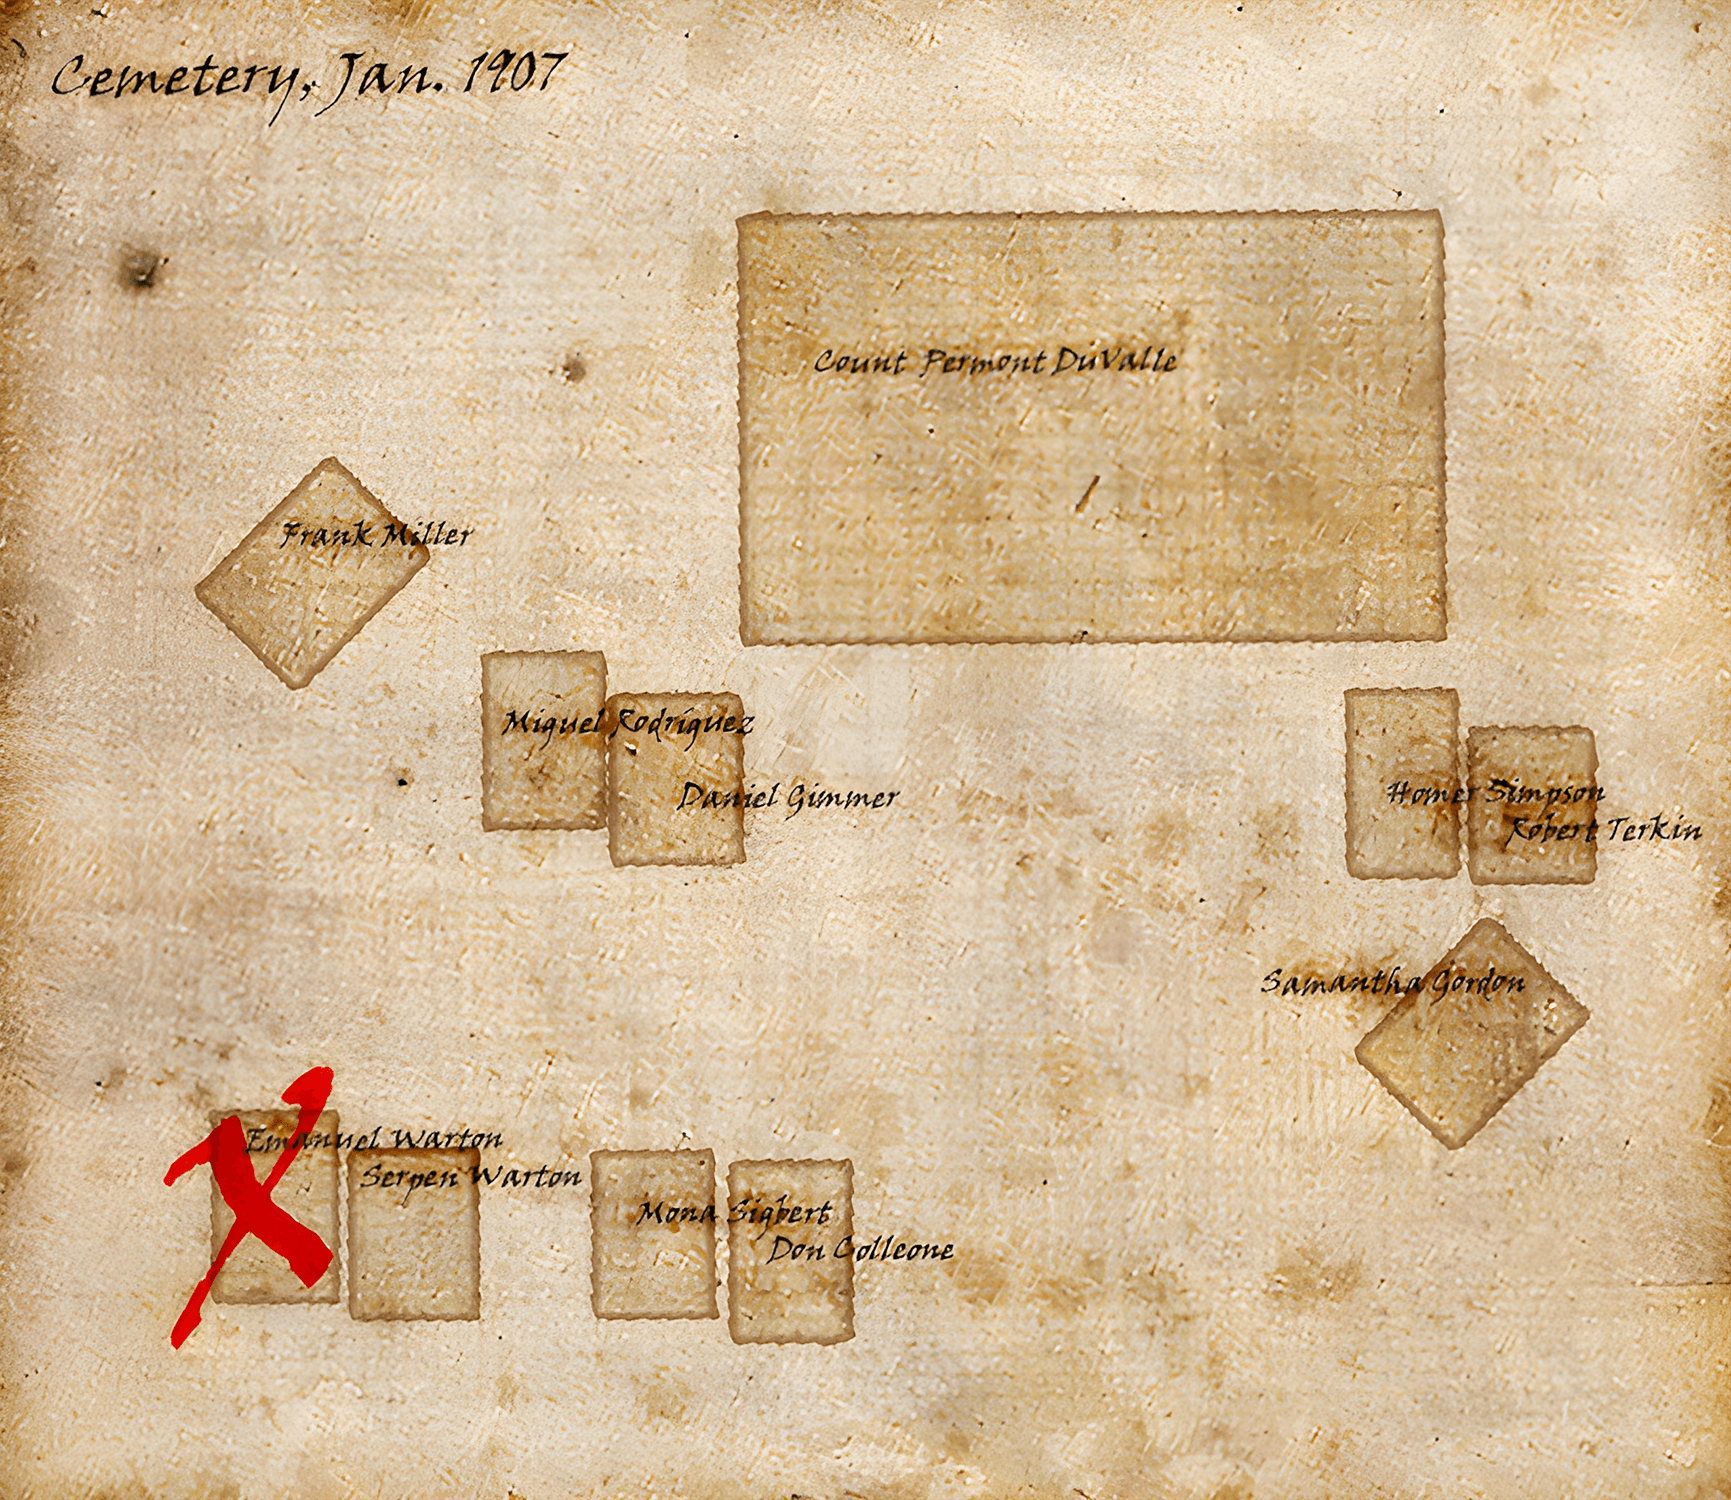 Cemetery, Jan. 1907
Count Permont DuValle
Frank Miller
Miguel Rodriguez
Daniel Gimmer
Homer Simpson
Robert Terkin
Samantha Gordon
Emanuel Warton
Serpen Warton
Mona Sigbert
Don Colleone